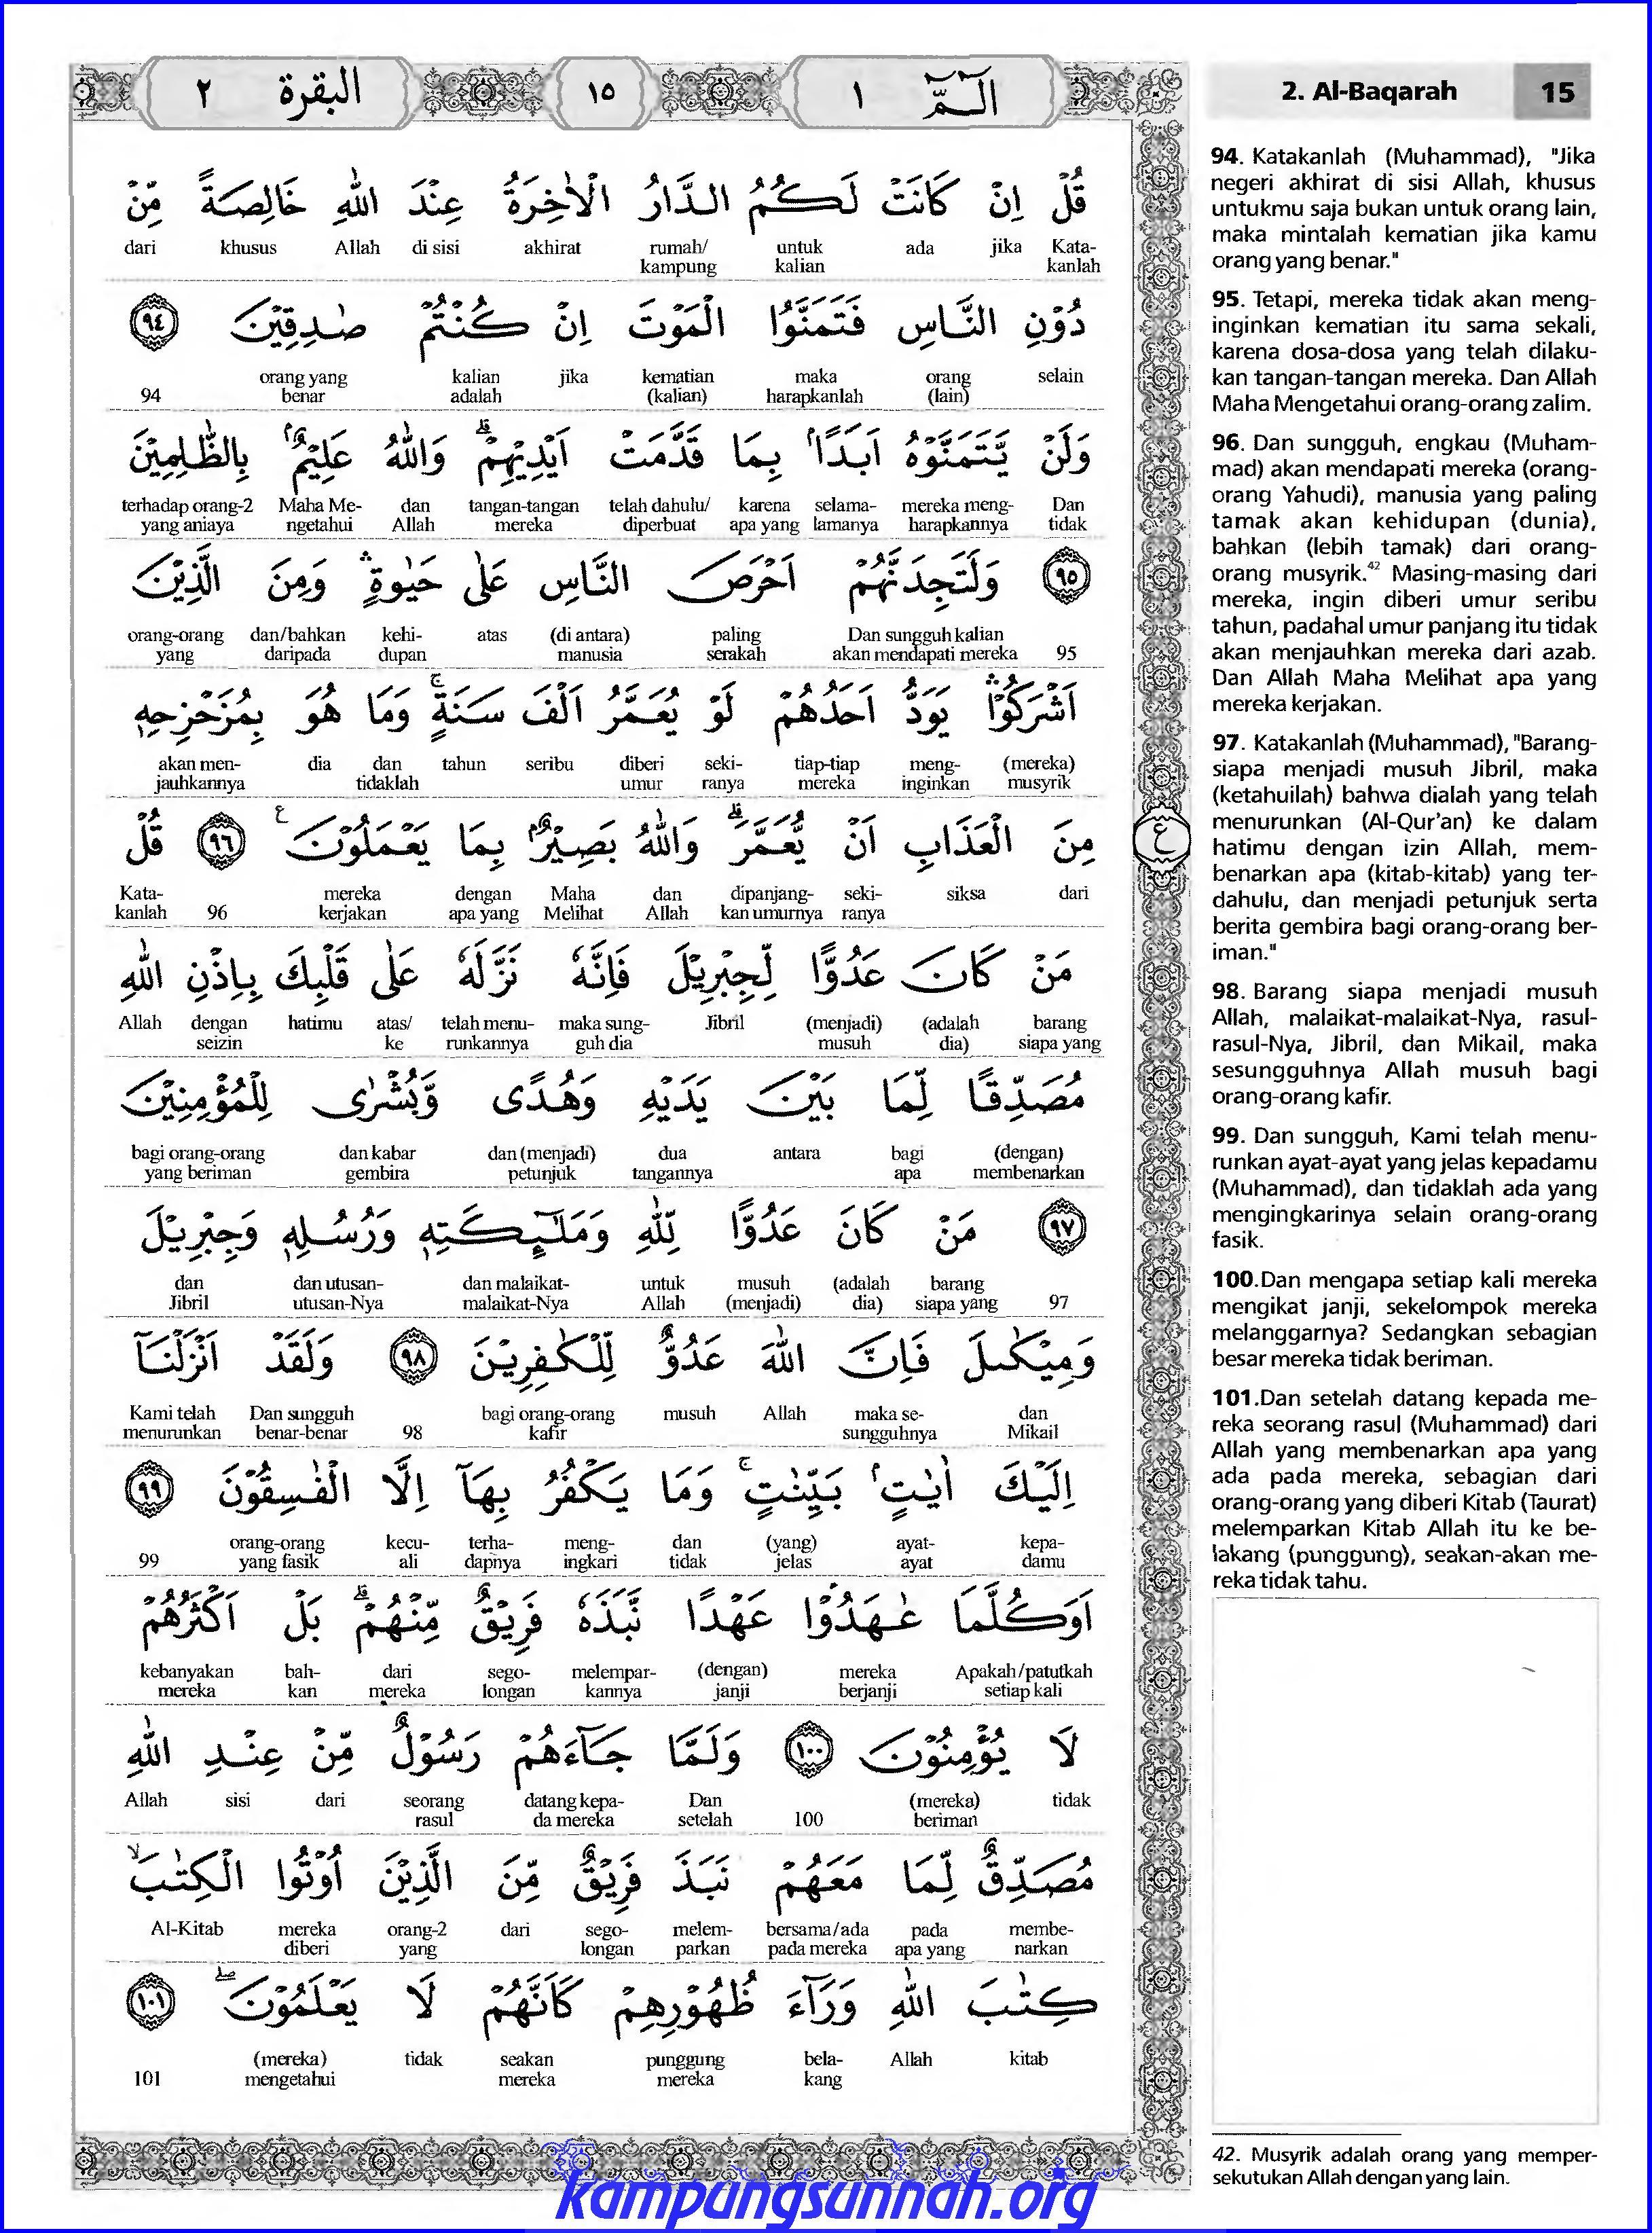 البقرة ٢
١٥
الٓمّٓ ١
2. Al-Baqarah 15
قُلْ اِنْ كَانَتْ لَكُمُ الدَّارُ الْاٰخِرَةُ عِنْدَ اللّٰهِ خَالِصَةً مِّنْ
Kata- jika ada untuk rumah/ akhirat di sisi Allah khusus dari
kanlah kalian kampung
دُوْنِ النَّاسِ فَتَمَنَّوُا الْمَوْتَ اِنْ كُنْتُمْ صٰدِقِيْنَ ٩٤
selain orang maka kematian jika kalian orang yang
(lain) harapkanlah (kalian) adalah benar 94
وَلَنْ يَّتَمَنَّوْهُ اَبَدًاۢ بِمَا قَدَّمَتْ اَيْدِيْهِمْۗ وَاللّٰهُ عَلِيْمٌۢ بِالظّٰلِمِيْنَ
Dan mereka meng- selama- karena telah dahulu/ tangan-tangan dan Maha Me- terhadap orang-2
tidak harapkannya lamanya apa yang diperbuat mereka Allah ngetahui yang aniaya
٩٥ وَلَتَجِدَنَّهُمْ اَحْرَصَ النَّاسِ عَلٰى حَيٰوةٍۛ وَمِنَ الَّذِيْنَ
Dan sungguh kalian paling (di antara) atas kehi- dan/bahkan orang-orang
95 akan mendapati mereka serakah manusia dupan daripada yang
اَشْرَكُوْاۛ يَوَدُّ اَحَدُهُمْ لَوْ يُعَمَّرُ اَلْفَ سَنَةٍۚ وَمَا هُوَ بِمُزَحْزِحِهٖ
(mereka) meng- tiap-tiap seki- diberi seribu tahun dan dia akan men-
musyrik inginkan mereka ranya umur tidaklah jauhkannya
مِنَ الْعَذَابِ اَنْ يُّعَمَّرَۗ وَاللّٰهُ بَصِيْرٌۢ بِمَا يَعْمَلُوْنَ ࣖ ٩٦ قُلْ
ع
dari siksa seki- dipanjang- dan Maha dengan mereka Kata-
ranya kan umurnya Allah Melihat apa yang kerjakan 96 kanlah
مَنْ كَانَ عَدُوًّا لِّجِبْرِيْلَ فَاِنَّهٗ نَزَّلَهٗ عَلٰى قَلْبِكَ بِاِذْنِ اللّٰهِ
barang (adalah (menjadi) Jibril maka sung- telah menu- atas/ hatimu dengan Allah
siapa yang dia) musuh guh dia runkannya ke seizin
مُصَدِّقًا لِّمَا بَيْنَ يَدَيْهِ وَهُدًى وَّبُشْرٰى لِلْمُؤْمِنِيْنَ
(dengan) bagi antara dua dan (menjadi) dan kabar bagi orang-orang
membenarkan apa tangannya petunjuk gembira yang beriman
٩٧ مَنْ كَانَ عَدُوًّا لِّلّٰهِ وَمَلٰۤىِٕكَتِهٖ وَرُسُلِهٖ وَجِبْرِيْلَ
barang (adalah musuh untuk dan malaikat- dan utusan- dan
97 siapa yang dia) (menjadi) Allah malaikat-Nya utusan-Nya Jibril
وَمِيْكٰىلَ فَاِنَّ اللّٰهَ عَدُوٌّ لِّلْكٰفِرِيْنَ ٩٨ وَلَقَدْ اَنْزَلْنَآ
dan maka se- Allah musuh bagi orang-orang Dan sungguh Kami telah
Mikail sungguhnya kafir 98 benar-benar menurunkan
اِلَيْكَ اٰيٰتٍۢ بَيِّنٰتٍۚ وَمَا يَكْفُرُ بِهَآ اِلَّا الْفٰسِقُوْنَ ٩٩
kepa- ayat- (yang) dan meng- terha- kecu- orang-orang
damu ayat jelas tidak ingkari dapnya ali yang fasik 99
اَوَكُلَّمَا عٰهَدُوْا عَهْدًا نَّبَذَهٗ فَرِيْقٌ مِّنْهُمْۗ بَلْ اَكْثَرُهُمْ
Apakah/patutkah mereka (dengan) melempar- sego- dari bah- kebanyakan
setiap kali berjanji janji kannya longan mereka kan mereka
لَا يُؤْمِنُوْنَ ١٠٠ وَلَمَّا جَاۤءَهُمْ رَسُوْلٌ مِّنْ عِنْدِ اللّٰهِ
tidak (mereka) Dan datang kepa- seorang dari sisi Allah
beriman 100 setelah da mereka rasul
مُصَدِّقٌ لِّمَا مَعَهُمْ نَبَذَ فَرِيْقٌ مِّنَ الَّذِيْنَ اُوْتُوا الْكِتٰبَۙ
membe- pada bersama/ada melem- sego- dari orang-2 mereka Al-Kitab
narkan apa yang pada mereka parkan longan yang diberi
كِتٰبَ اللّٰهِ وَرَاۤءَ ظُهُوْرِهِمْ كَاَنَّهُمْ لَا يَعْلَمُوْنَۖ ١٠١
kitab Allah bela- punggung seakan tidak (mereka)
kang mereka mereka mengetahui 101
94. Katakanlah (Muhammad), "Jika
negeri akhirat di sisi Allah, khusus
untukmu saja bukan untuk orang lain,
maka mintalah kematian jika kamu
orang yang benar."
95. Tetapi, mereka tidak akan meng-
inginkan kematian itu sama sekali,
karena dosa-dosa yang telah dilaku-
kan tangan-tangan mereka. Dan Allah
Maha Mengetahui orang-orang zalim.
96. Dan sungguh, engkau (Muham-
mad) akan mendapati mereka (orang-
orang Yahudi), manusia yang paling
tamak akan kehidupan (dunia),
bahkan (lebih tamak) dari orang-
orang musyrik.42 Masing-masing dari
mereka, ingin diberi umur seribu
tahun, padahal umur panjang itu tidak
akan menjauhkan mereka dari azab.
Dan Allah Maha Melihat apa yang
mereka kerjakan.
97. Katakanlah (Muhammad), "Barang-
siapa menjadi musuh Jibril, maka
(ketahuilah) bahwa dialah yang telah
menurunkan (Al-Qur'an) ke dalam
hatimu dengan izin Allah, mem-
benarkan apa (kitab-kitab) yang ter-
dahulu, dan menjadi petunjuk serta
berita gembira bagi orang-orang ber-
iman."
98. Barang siapa menjadi musuh
Allah, malaikat-malaikat-Nya, rasul-
rasul-Nya, Jibril, dan Mikail, maka
sesungguhnya Allah musuh bagi
orang-orang kafir.
99. Dan sungguh, Kami telah menu-
runkan ayat-ayat yang jelas kepadamu
(Muhammad), dan tidaklah ada yang
mengingkarinya selain orang-orang
fasik.
100.Dan mengapa setiap kali mereka
mengikat janji, sekelompok mereka
melanggarnya? Sedangkan sebagian
besar mereka tidak beriman.
101.Dan setelah datang kepada me-
reka seorang rasul (Muhammad) dari
Allah yang membenarkan apa yang
ada pada mereka, sebagian dari
orang-orang yang diberi Kitab (Taurat)
melemparkan Kitab Allah itu ke be-
lakang (punggung), seakan-akan me-
reka tidak tahu.
42. Musyrik adalah orang yang memper-
sekutukan Allah dengan yang lain.
kampungsunnah.org